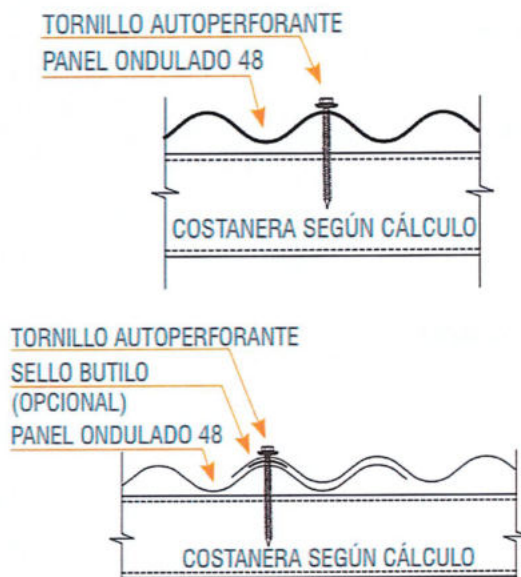 TORNILLO AUTOPERFORANTE
PANEL ONDULADO 48
COSTANERA SEGÚN CÁLCULO
TORNILLO AUTOPERFORANTE
SELLO BUTILO
(OPCIONAL)
PANEL ONDULADO 48
COSTANERA SEGÚN CÁLCULO